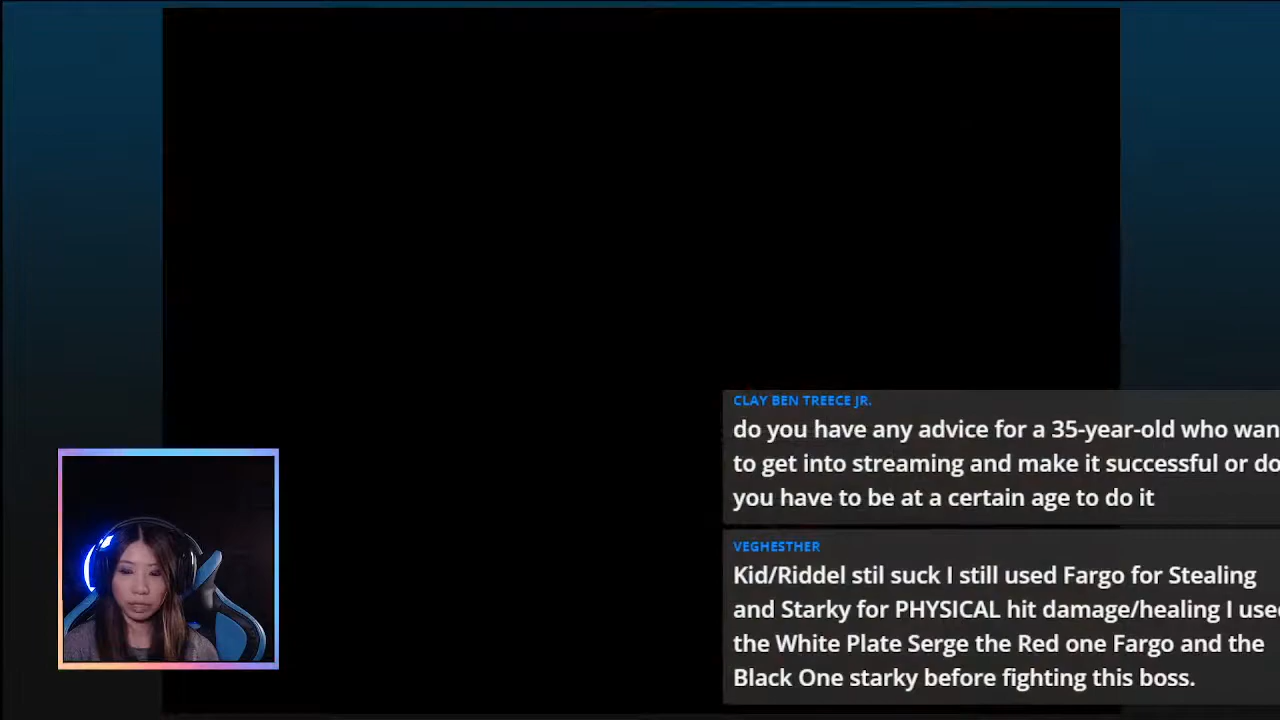 CLAY BEN TREECE JR.
do you have any advice for a 35-year-old who wan
to get into streaming and make it successful or do
you have to be at a certain age to do it
VEGHESTHER
Kid/Riddel stil suck I still used Fargo for Stealing
and Starky for PHYSICAL hit damage/healing I used
the White Plate Serge the Red one Fargo and the
Black One starky before fighting this boss.